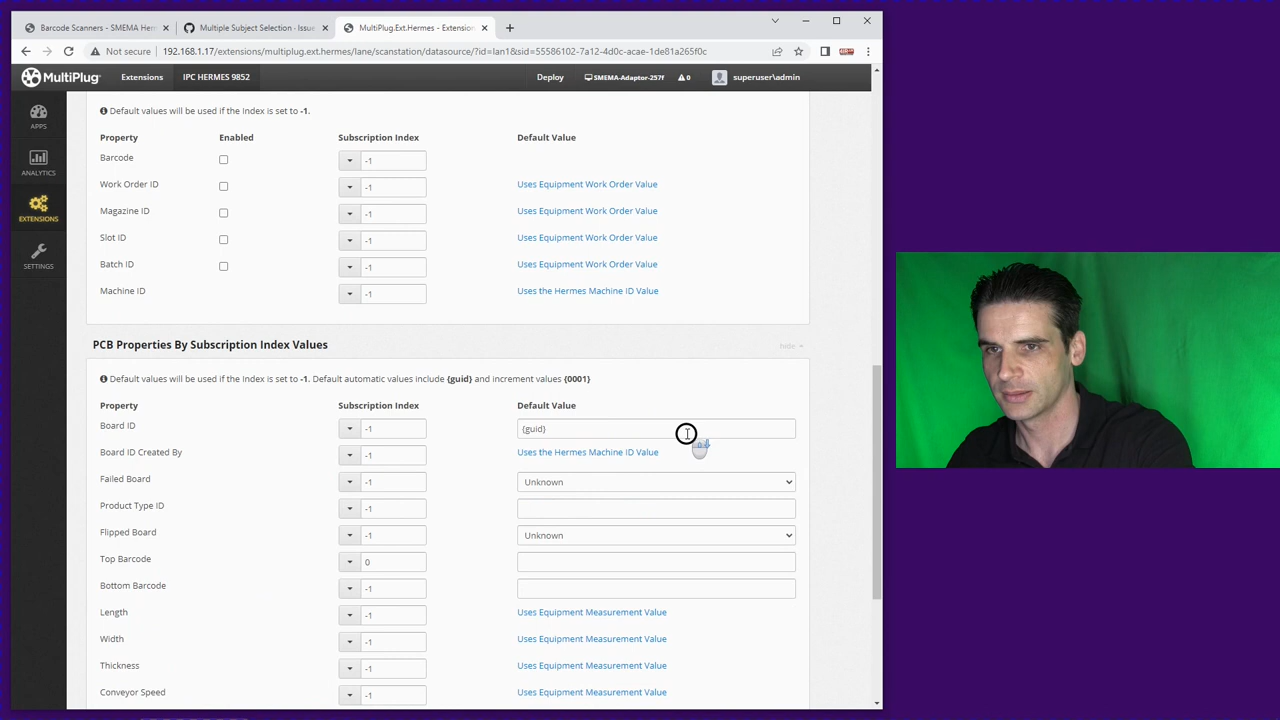 Barcode Scanners – SMEMA Her
Multiple Subject Selection · Issue
MultiPlug.Ext.Hermes - Extension
Not secure
192.168.1.17/extensions/multiplug.ext.hermes/lane/scanstation/datasource/?id=lan1&sid=55586102-7a12-4d0c-acae-1de81a265f0c
MultiPlug
Extensions
IPC HERMES 9852
Deploy
SMEMA-Adaptor-257f
0
superuser\admin
APPS
ANALYTICS
EXTENSIONS
SETTINGS
Default values will be used if the Index is set to -1.
Property Enabled Subscription Index Default Value
Barcode -1
Work Order ID -1 Uses Equipment Work Order Value
Magazine ID -1 Uses Equipment Work Order Value
Slot ID -1 Uses Equipment Work Order Value
Batch ID -1 Uses Equipment Work Order Value
Machine ID -1 Uses the Hermes Machine ID Value
PCB Properties By Subscription Index Values
hide
Default values will be used if the Index is set to -1. Default automatic values include {guid} and increment values {0001}
Property Subscription Index Default Value
Board ID -1 {guid}
Board ID Created By -1 Uses the Hermes Machine ID Value
Failed Board -1 Unknown
Product Type ID -1
Flipped Board -1 Unknown
Top Barcode 0
Bottom Barcode -1
Length -1 Uses Equipment Measurement Value
Width -1 Uses Equipment Measurement Value
Thickness -1 Uses Equipment Measurement Value
Conveyor Speed -1 Uses Equipment Measurement Value